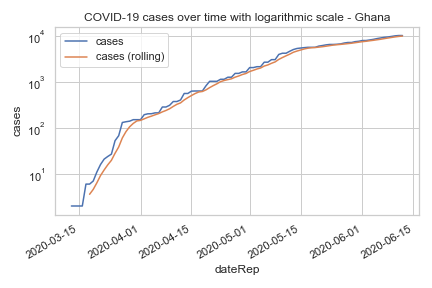 COVID-19 cases over time with logarithmic scale - Ghana
cases
cases (rolling)
10⁴
10³
10²
10¹
cases
2020-03-15
2020-04-01
2020-04-15
2020-05-01
2020-05-15
2020-06-01
2020-06-15
dateRep